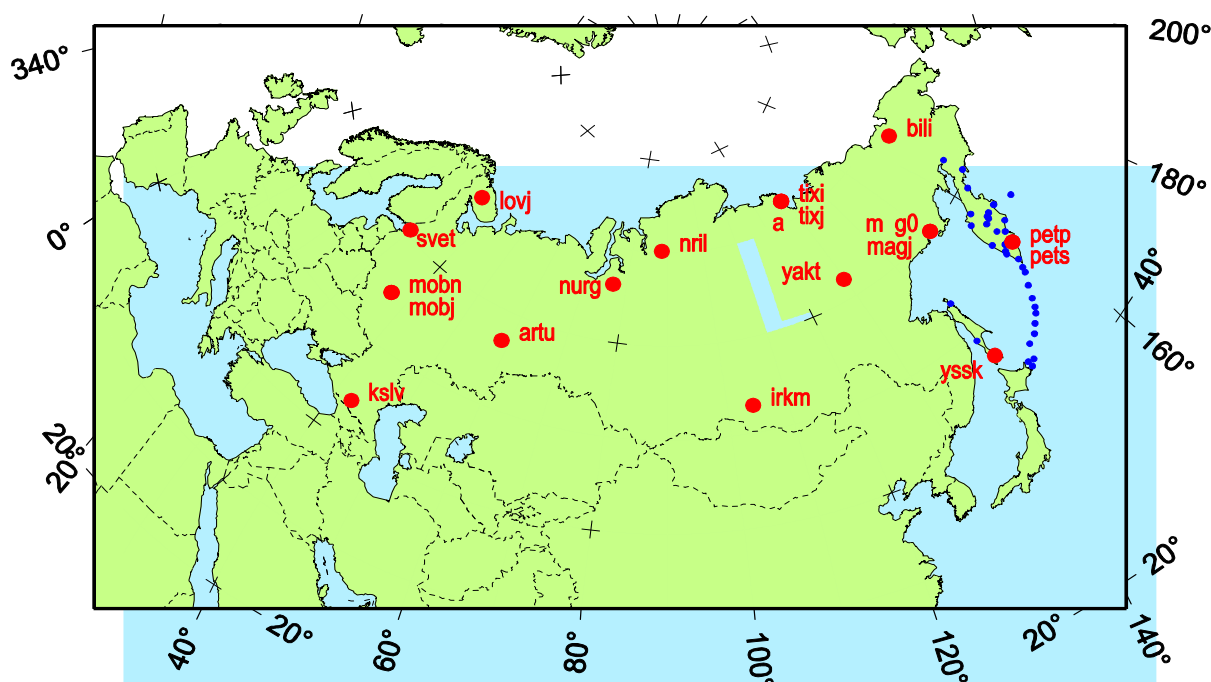 200°
340°
bili
180°
lovj
tixi
a tixj
m g0
magj
0°
svet
nril
petp
pets
mobn
mobj
nurg
yakt
40°
artu
160°
yssk
kslv
irkm
20°
20°
20°
40°
20°
60°
80°
100°
120°
20°
140°